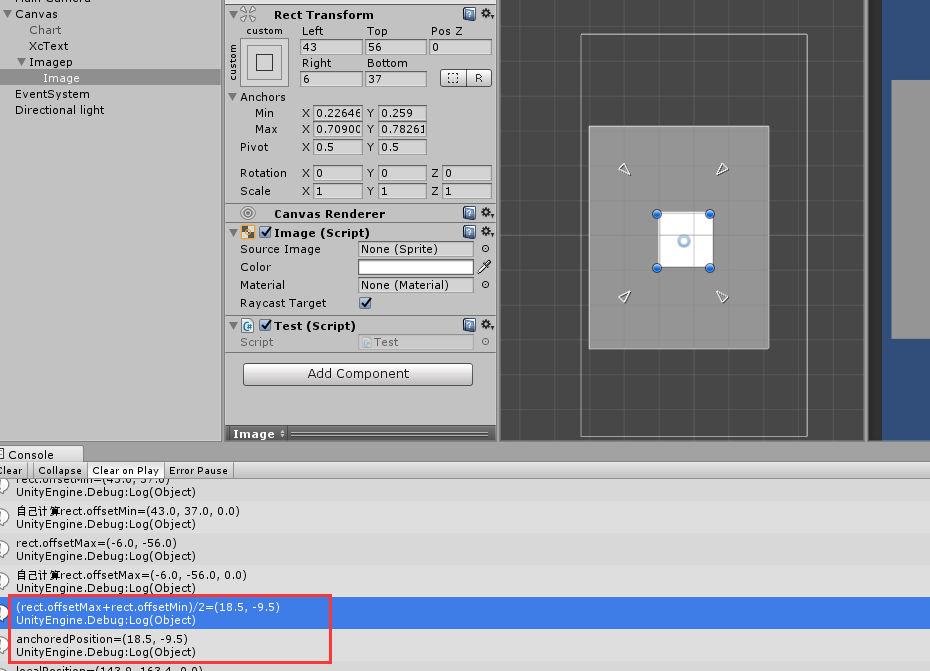 Canvas
Chart
XcText
Imagep
Image
EventSystem
Directional light
Rect Transform
custom
custom
Left Top Pos Z
43 56 0
Right Bottom
6 37 R
Anchors
Min X 0.22646 Y 0.259
Max X 0.70900 Y 0.78261
Pivot X 0.5 Y 0.5
Rotation X 0 Y 0 Z 0
Scale X 1 Y 1 Z 1
Canvas Renderer
Image (Script)
Source Image None (Sprite)
Color
Material None (Material)
Raycast Target
Test (Script)
Script Test
Add Component
Image
Console
Clear Collapse Clear on Play Error Pause
rect.offsetMin=(43.0, 37.0)
UnityEngine.Debug:Log(Object)
自己计算rect.offsetMin=(43.0, 37.0, 0.0)
UnityEngine.Debug:Log(Object)
rect.offsetMax=(-6.0, -56.0)
UnityEngine.Debug:Log(Object)
自己计算rect.offsetMax=(-6.0, -56.0, 0.0)
UnityEngine.Debug:Log(Object)
(rect.offsetMax+rect.offsetMin)/2=(18.5, -9.5)
UnityEngine.Debug:Log(Object)
anchoredPosition=(18.5, -9.5)
UnityEngine.Debug:Log(Object)
localPosition=(143.9, 163.4, 0.0)